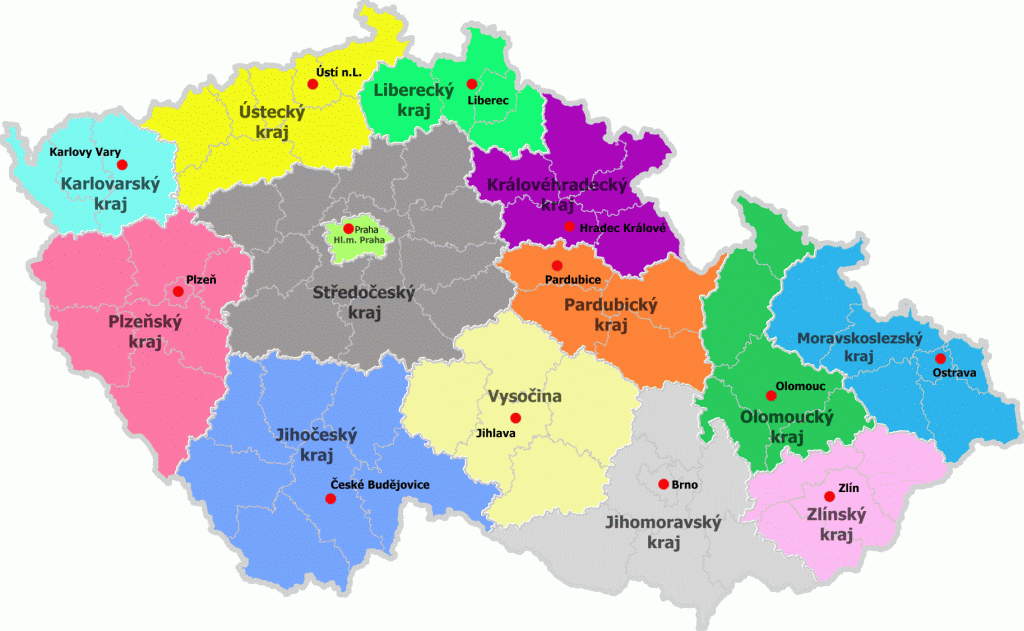 Ústí n.L.
Ústecký
kraj
Liberecký
kraj
Liberec
Karlovy Vary
Karlovarský
kraj
Královéhradecký
kraj
Hradec Králové
Praha
Hl.m. Praha
Středočeský
kraj
Plzeň
Plzeňský
kraj
Pardubice
Pardubický
kraj
Moravskoslezský
kraj
Ostrava
Olomouc
Olomoucký
kraj
Vysočina
Jihlava
Jihočeský
kraj
České Budějovice
Brno
Jihomoravský
kraj
Zlín
Zlínský
kraj